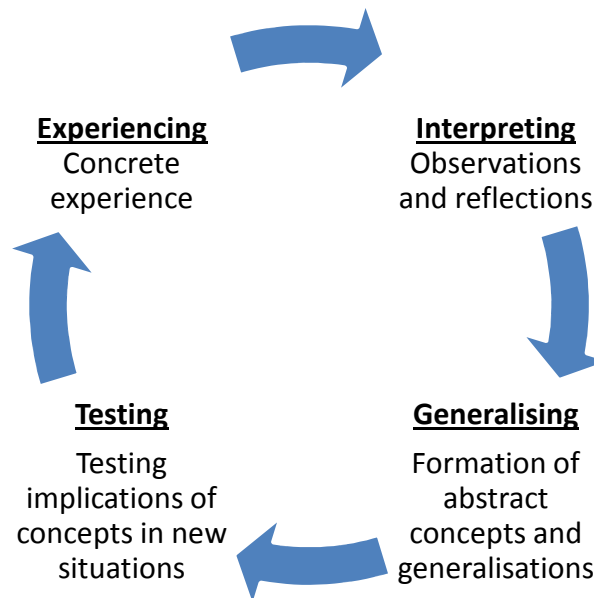 Experiencing
Concrete
experience
Interpreting
Observations
and reflections
Testing
Testing
implications of
concepts in new
situations
Generalising
Formation of
abstract
concepts and
generalisations